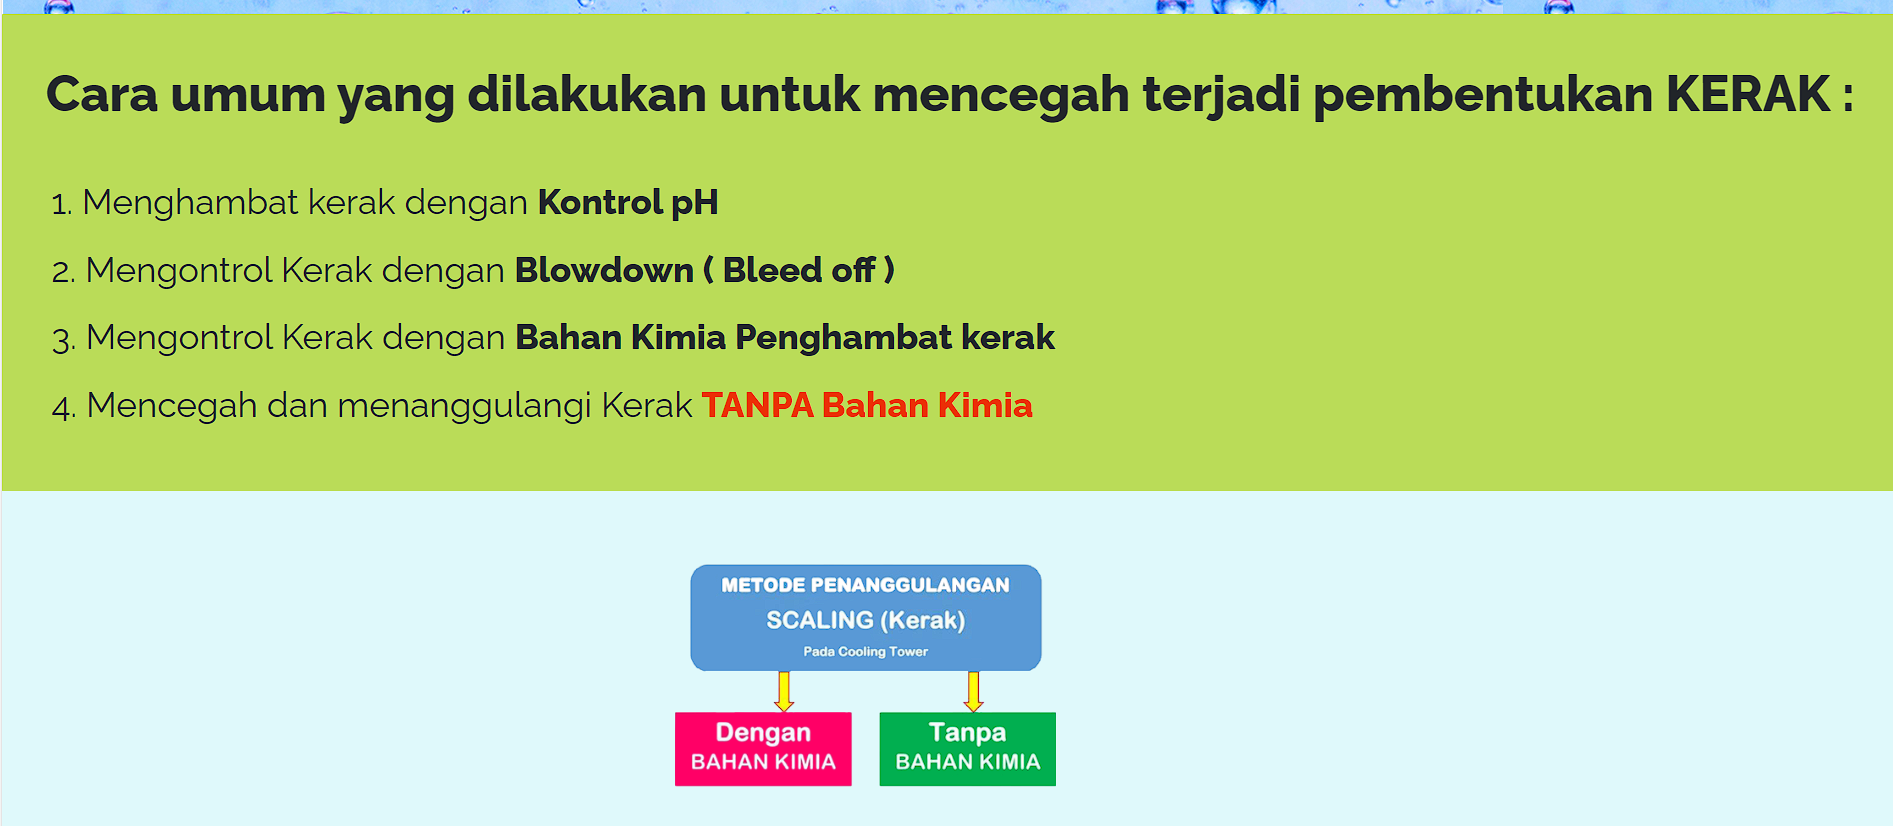 Cara umum yang dilakukan untuk mencegah terjadi pembentukan KERAK :
1. Menghambat kerak dengan Kontrol pH
2. Mengontrol Kerak dengan Blowdown ( Bleed off )
3. Mengontrol Kerak dengan Bahan Kimia Penghambat kerak
4. Mencegah dan menanggulangi Kerak TANPA Bahan Kimia
METODE PENANGGULANGAN
SCALING (Kerak)
Pada Cooling Tower
Dengan
BAHAN KIMIA
Tanpa
BAHAN KIMIA